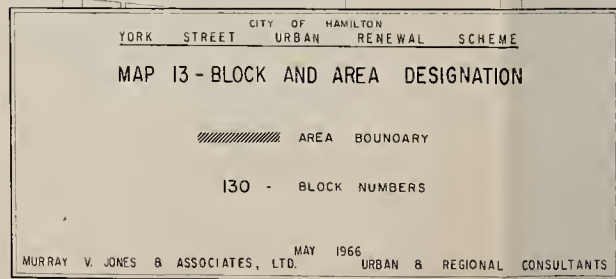 CITY OF HAMILTON
YORK STREET URBAN RENEWAL SCHEME
MAP 13 - BLOCK AND AREA DESIGNATION
AREA BOUNOARY
130 - BLOCK NUMBERS
MAY 1966
MURRAY V. JONES & ASSOCIATES, LTD. URBAN & REGIONAL CONSULTANTS